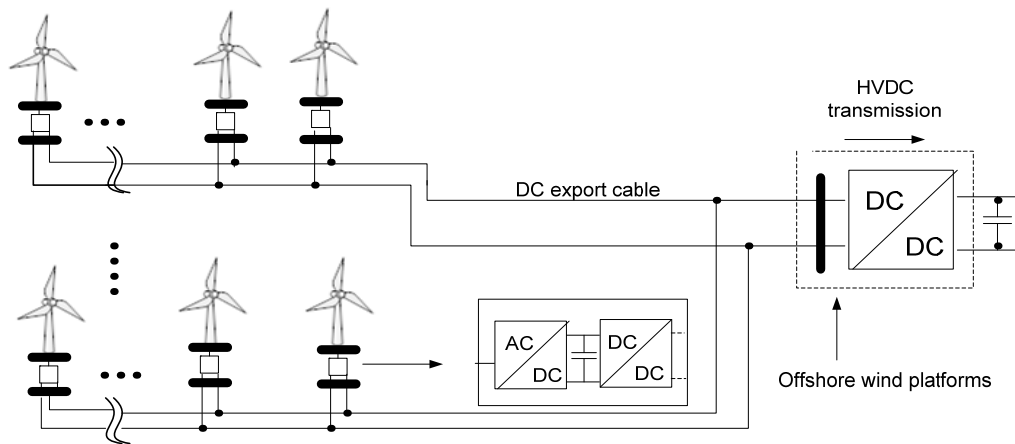 HVDC
transmission
DC export cable
DC
DC
AC
DC
DC
DC
Offshore wind platforms